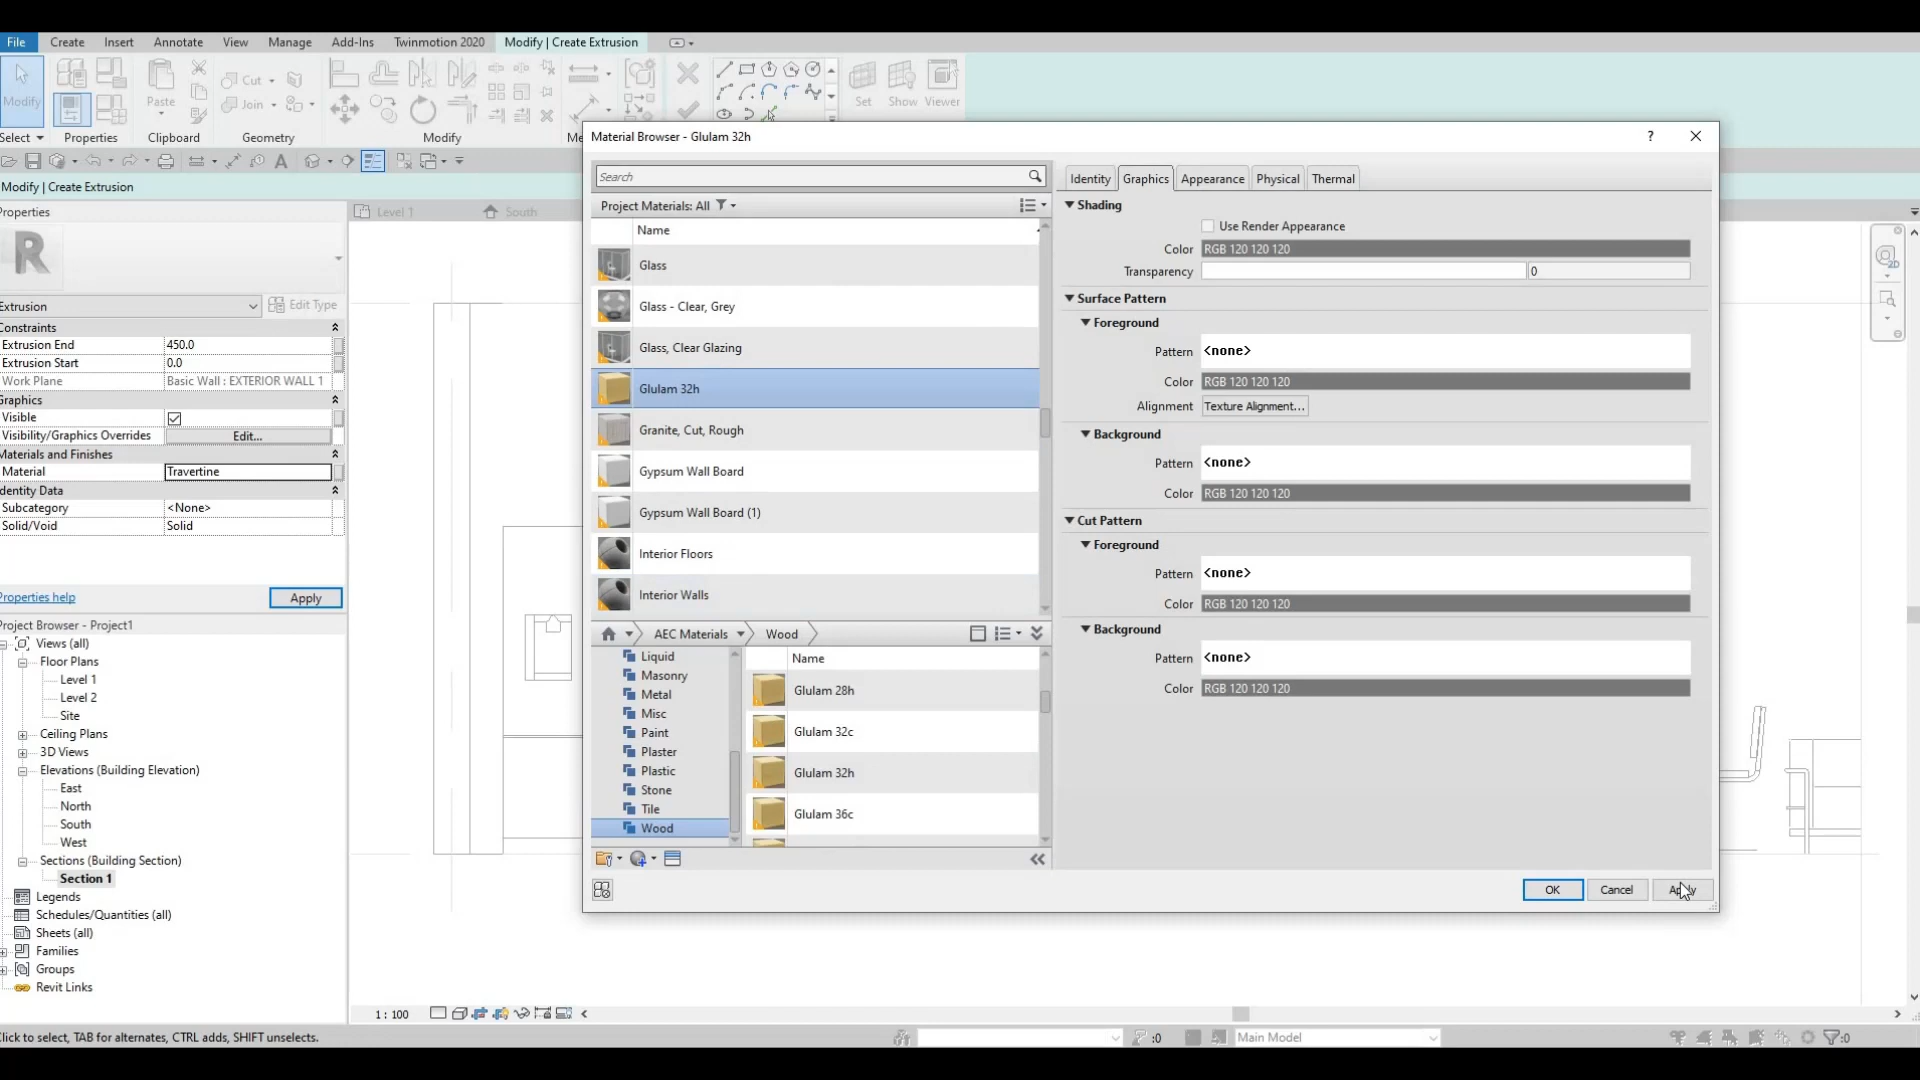 File Create Insert Annotate View Manage Add-Ins Twinmotion 2020 Modify | Create Extrusion
Modify Paste Cut Join Set Show Viewer
Select Properties Clipboard Geometry Modify
Modify | Create Extrusion
Properties
Level 1 South
R
Extrusion Edit Type
Constraints
Extrusion End 450.0
Extrusion Start 0.0
Work Plane Basic Wall : EXTERIOR WALL 1
Graphics
Visible
Visibility/Graphics Overrides Edit...
Materials and Finishes
Material Travertine
Identity Data
Subcategory <None>
Solid/Void Solid
Properties help Apply
Project Browser - Project1
Views (all)
Floor Plans
Level 1
Level 2
Site
Ceiling Plans
3D Views
Elevations (Building Elevation)
East
North
South
West
Sections (Building Section)
Section 1
Legends
Schedules/Quantities (all)
Sheets (all)
Families
Groups
Revit Links
Material Browser - Glulam 32h ?
Search
Project Materials: All
Name
Glass
Glass - Clear, Grey
Glass, Clear Glazing
Glulam 32h
Granite, Cut, Rough
Gypsum Wall Board
Gypsum Wall Board (1)
Interior Floors
Interior Walls
AEC Materials Wood
Liquid
Masonry
Metal
Misc
Paint
Plaster
Plastic
Stone
Tile
Wood
Name
Glulam 28h
Glulam 32c
Glulam 32h
Glulam 36c
Identity Graphics Appearance Physical Thermal
Shading
Use Render Appearance
Color RGB 120 120 120
Transparency 0
Surface Pattern
Foreground
Pattern <none>
Color RGB 120 120 120
Alignment Texture Alignment...
Background
Pattern <none>
Color RGB 120 120 120
Cut Pattern
Foreground
Pattern <none>
Color RGB 120 120 120
Background
Pattern <none>
Color RGB 120 120 120
OK Cancel Apply
1 : 100
Click to select, TAB for alternates, CTRL adds, SHIFT unselects. :0 Main Model :0